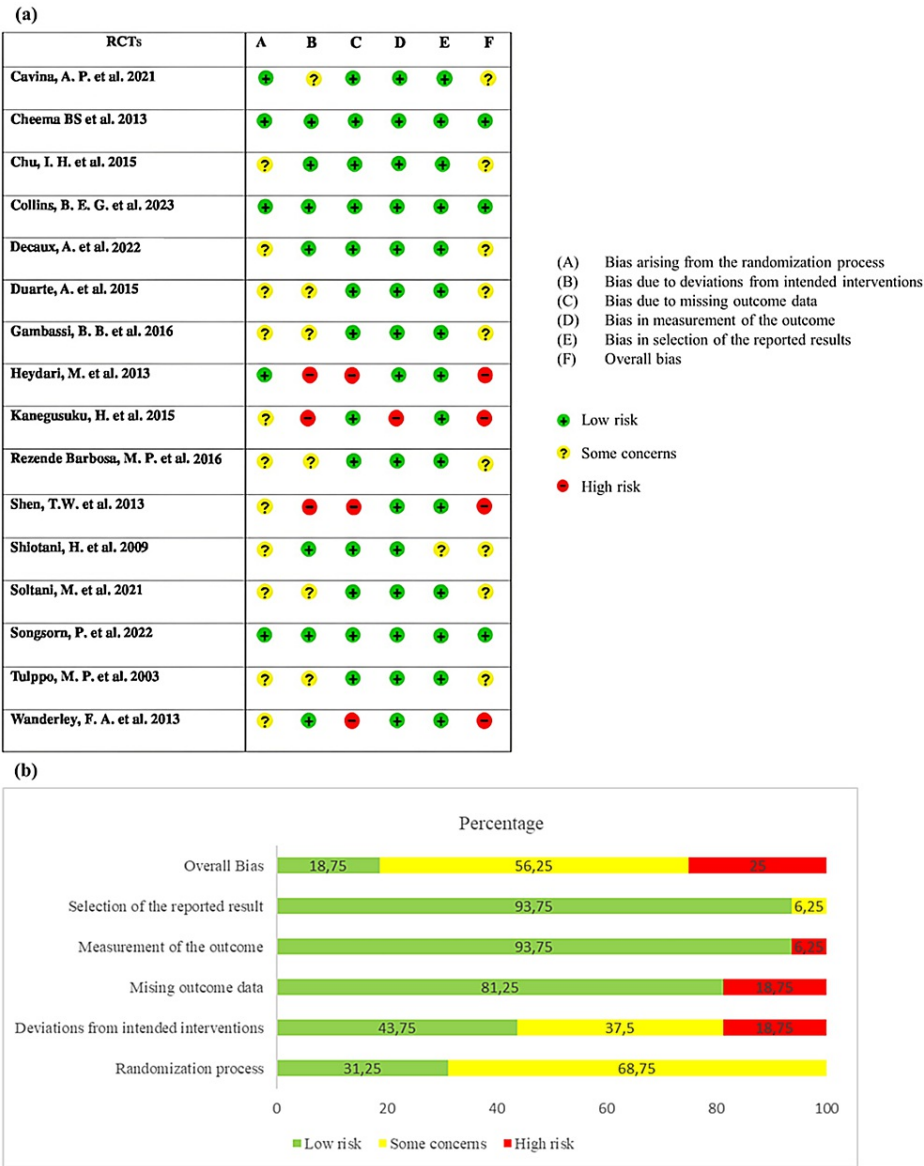 (a)
RCTs A B C D E F
Cavina, A. P. et al. 2021 + ? + + + ?
Cheema BS et al. 2013 + + + + + +
Chu, I. H. et al. 2015 ? + + + + ?
Collins, B. E. G. et al. 2023 + + + + + +
Decaux, A. et al. 2022 ? + + + + ?
Duarte, A. et al. 2015 ? ? + + + ?
Gambassi, B. B. et al. 2016 ? ? + + + ?
Heydari, M. et al. 2013 + - - + + -
Kanegusuku, H. et al. 2015 ? - + - + -
Rezende Barbosa, M. P. et al. 2016 ? ? + + + ?
Shen, T.W. et al. 2013 ? - - + + -
Shiotani, H. et al. 2009 ? + + + ? ?
Soltani, M. et al. 2021 ? ? + + + ?
Songsorn, P. et al. 2022 + + + + + +
Tulppo, M. P. et al. 2003 ? ? + + + ?
Wanderley, F. A. et al. 2013 ? + - + + -
(A) Bias arising from the randomization process
(B) Bias due to deviations from intended interventions
(C) Bias due to missing outcome data
(D) Bias in measurement of the outcome
(E) Bias in selection of the reported results
(F) Overall bias
+ Low risk
? Some concerns
- High risk
(b)
Percentage
Overall Bias 18,75 56,25 25
Selection of the reported result 93,75 6,25
Measurement of the outcome 93,75 6,25
Mising outcome data 81,25 18,75
Deviations from intended interventions 43,75 37,5 18,75
Randomization process 31,25 68,75
0 20 40 60 80 100
Low risk Some concerns High risk